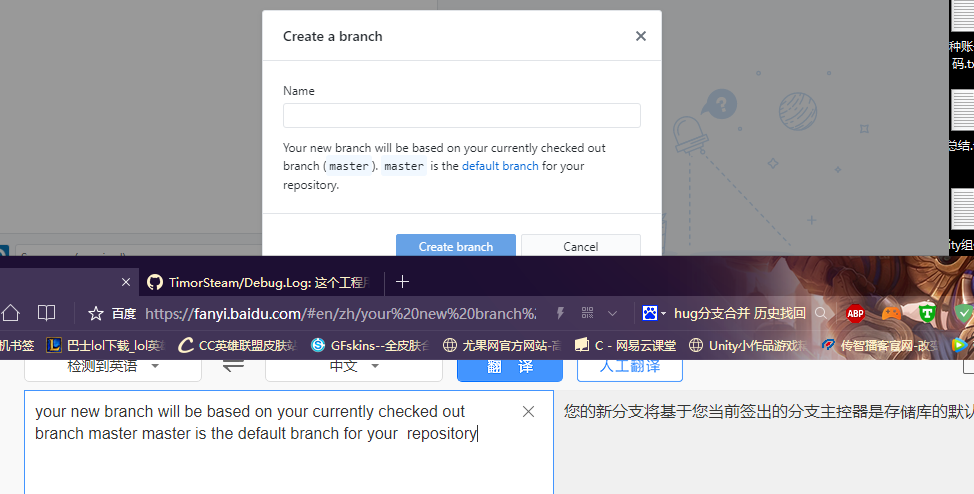 Create a branch
种账
码.tx
Name
Your new branch will be based on your currently checked out
branch (master). master is the default branch for your
repository.
总结.
Create branch
Cancel
ity组
TimorSteam/Debug.Log: 这个工程用
百度
https://fanyi.baidu.com/#en/zh/your%20new%20branch%
hug分支合并 历史找回
ABP
机书签
巴士lol下载_lol英雄
CC英雄联盟皮肤站
GFskins--全皮肤合
尤果网官方网站-高
C - 网易云课堂
Unity小作品游戏精
传智播客官网-改变
检测到英语
中文
翻 译
人工翻译
your new branch will be based on your currently checked out
branch master master is the default branch for your repository
您的新分支将基于您当前签出的分支主控器是存储库的默认